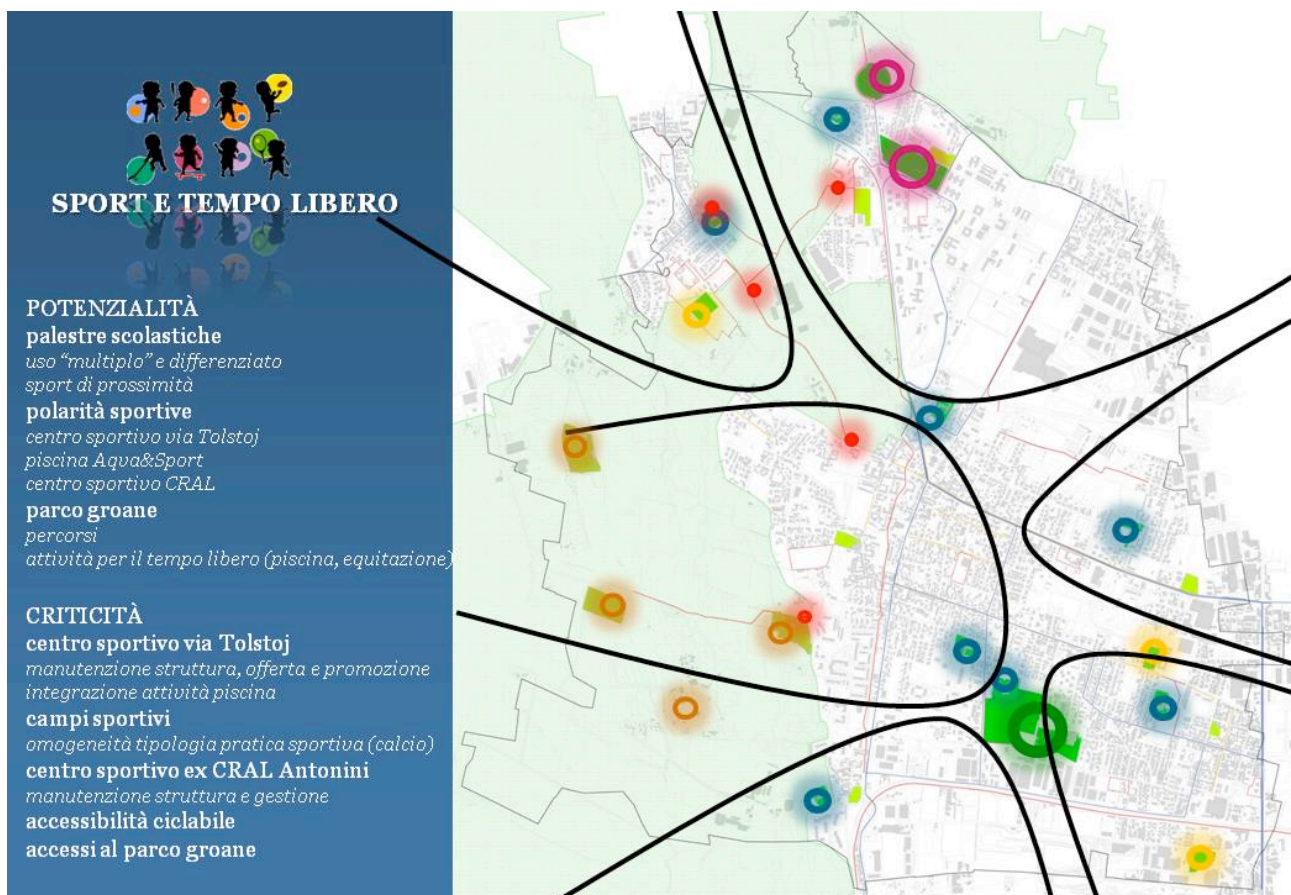 SPORT E TEMPO LIBERO
POTENZIALITÀ
palestre scolastiche
uso “multiplo” e differenziato
sport di prossimità
polarità sportive
centro sportivo via Tolstoj
piscina Aqua&Sport
centro sportivo CRAL
parco groane
percorsi
attività per il tempo libero (piscina, equitazione)
CRITICITÀ
centro sportivo via Tolstoj
manutenzione struttura, offerta e promozione
integrazione attività piscina
campi sportivi
omogeneità tipologia pratica sportiva (calcio)
centro sportivo ex CRAL Antonini
manutenzione struttura e gestione
accessibilità ciclabile
accessi al parco groane